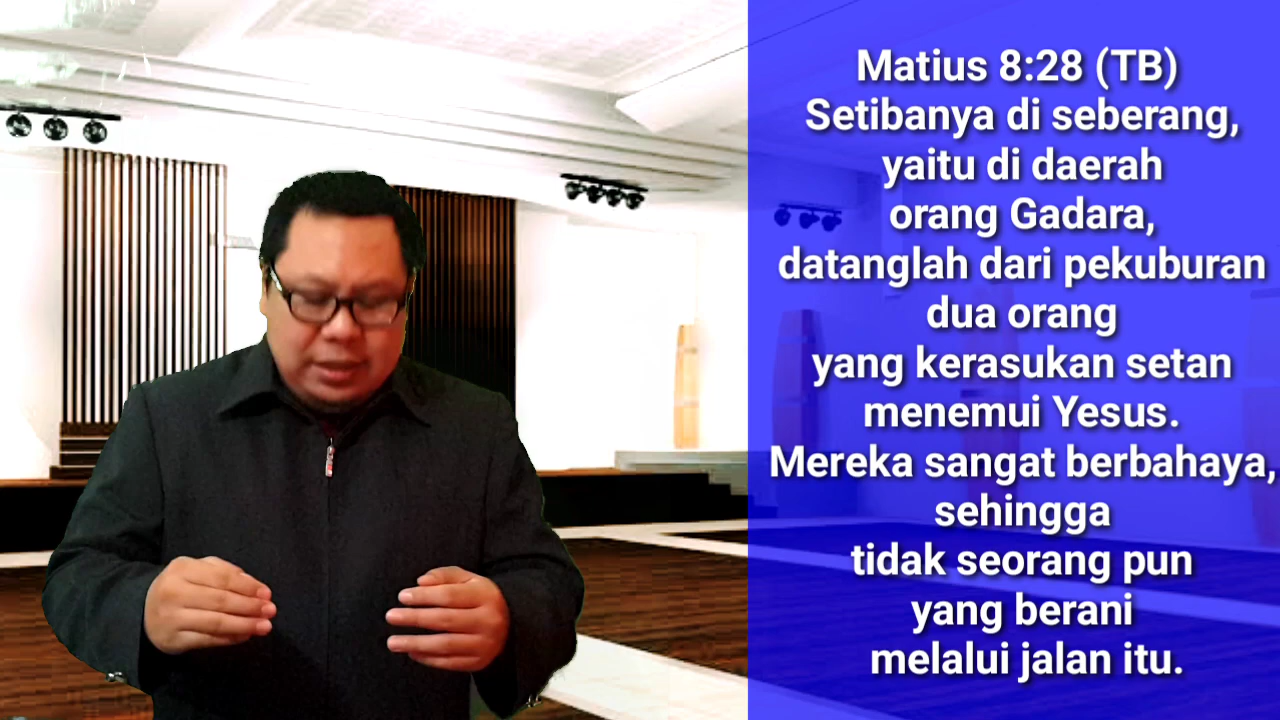 Matius 8:28 (TB)
Setibanya di seberang,
yaitu di daerah
orang Gadara,
datanglah dari pekuburan
dua orang
yang kerasukan setan
menemui Yesus.
Mereka sangat berbahaya,
sehingga
tidak seorang pun
yang berani
melalui jalan itu.